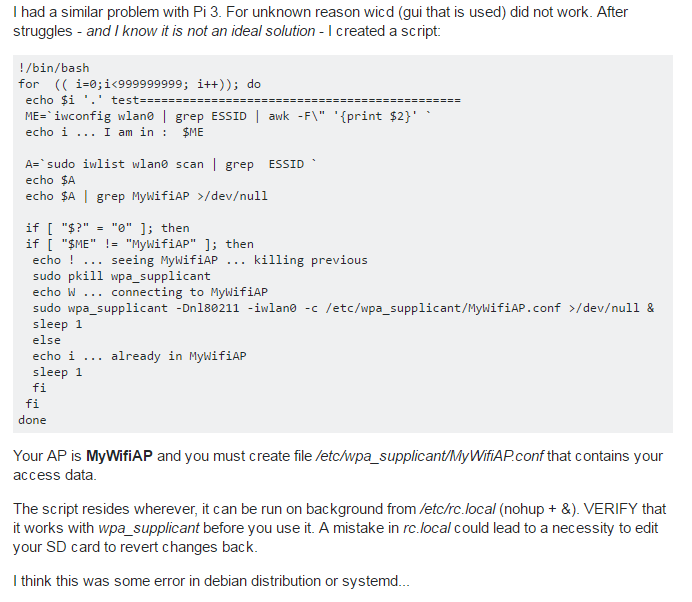 I had a similar problem with Pi 3. For unknown reason wicd (gui that is used) did not work. After
struggles - and I know it is not an ideal solution - I created a script:
!/bin/bash
for (( i=0;i<999999999; i++)); do
echo $i '.' test=============================================
ME=`iwconfig wlan0 | grep ESSID | awk -F\" '{print $2}' `
echo i ... I am in : $ME
A=`sudo iwlist wlan0 scan | grep  ESSID `
echo $A
echo $A | grep MyWifiAP >/dev/null
if [ "$?" = "0" ]; then
if [ "$ME" != "MyWifiAP" ]; then
echo ! ... seeing MyWifiAP ... killing previous
sudo pkill wpa_supplicant
echo W ... connecting to MyWifiAP
sudo wpa_supplicant -Dnl80211 -iwlan0 -c /etc/wpa_supplicant/MyWifiAP.conf >/dev/null &
sleep 1
else
echo i ... already in MyWifiAP
sleep 1
fi
fi
done
Your AP is MyWifiAP and you must create file /etc/wpa_supplicant/MyWifiAP.conf that contains your
access data.
The script resides wherever, it can be run on background from /etc/rc.local (nohup + &). VERIFY that
it works with wpa_supplicant before you use it. A mistake in rc.local could lead to a necessity to edit
your SD card to revert changes back.
I think this was some error in debian distribution or systemd...